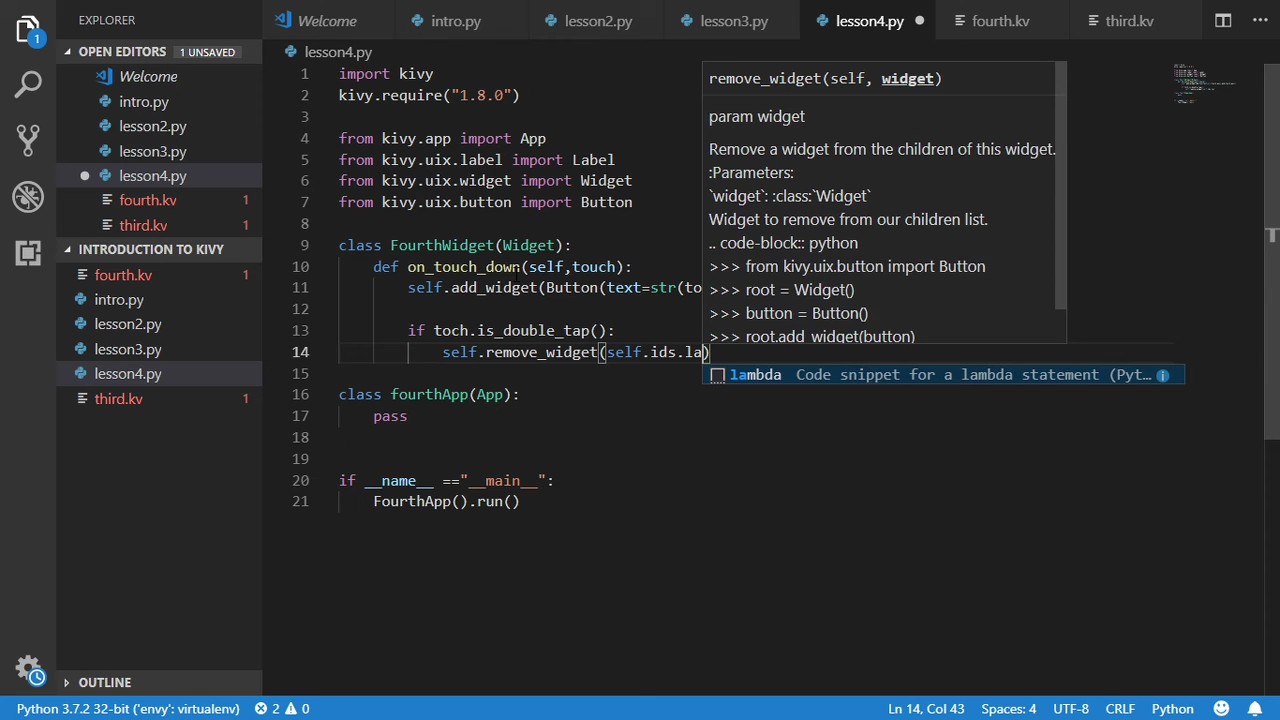 EXPLORER
Welcome
intro.py
lesson2.py
lesson3.py
lesson4.py
fourth.kv
third.kv
OPEN EDITORS 1 UNSAVED
Welcome
intro.py
lesson2.py
lesson3.py
lesson4.py
fourth.kv 1
third.kv 1
INTRODUCTION TO KIVY
fourth.kv 1
intro.py
lesson2.py
lesson3.py
lesson4.py
third.kv 1
OUTLINE
1
lesson4.py
1 import kivy
2 kivy.require("1.8.0")
3
4 from kivy.app import App
5 from kivy.uix.label import Label
6 from kivy.uix.widget import Widget
7 from kivy.uix.button import Button
8
9 class FourthWidget(Widget):
10 def on_touch_down(self,touch):
11 self.add_widget(Button(text=str(to
12
13 if toch.is_double_tap():
14 self.remove_widget(self.ids.la)
15
16 class fourthApp(App):
17 pass
18
19
20 if __name__ =="__main__":
21 FourthApp().run()
remove_widget(self, widget)
param widget
Remove a widget from the children of this widget.
:Parameters:
`widget`: :class:`Widget`
Widget to remove from our children list.
.. code-block:: python
>>> from kivy.uix.button import Button
>>> root = Widget()
>>> button = Button()
>>> root.add_widget(button)
lambda Code snippet for a lambda statement (Pyt...
Python 3.7.2 32-bit ('envy': virtualenv) 2 0 Ln 14, Col 43 Spaces: 4 UTF-8 CRLF Python